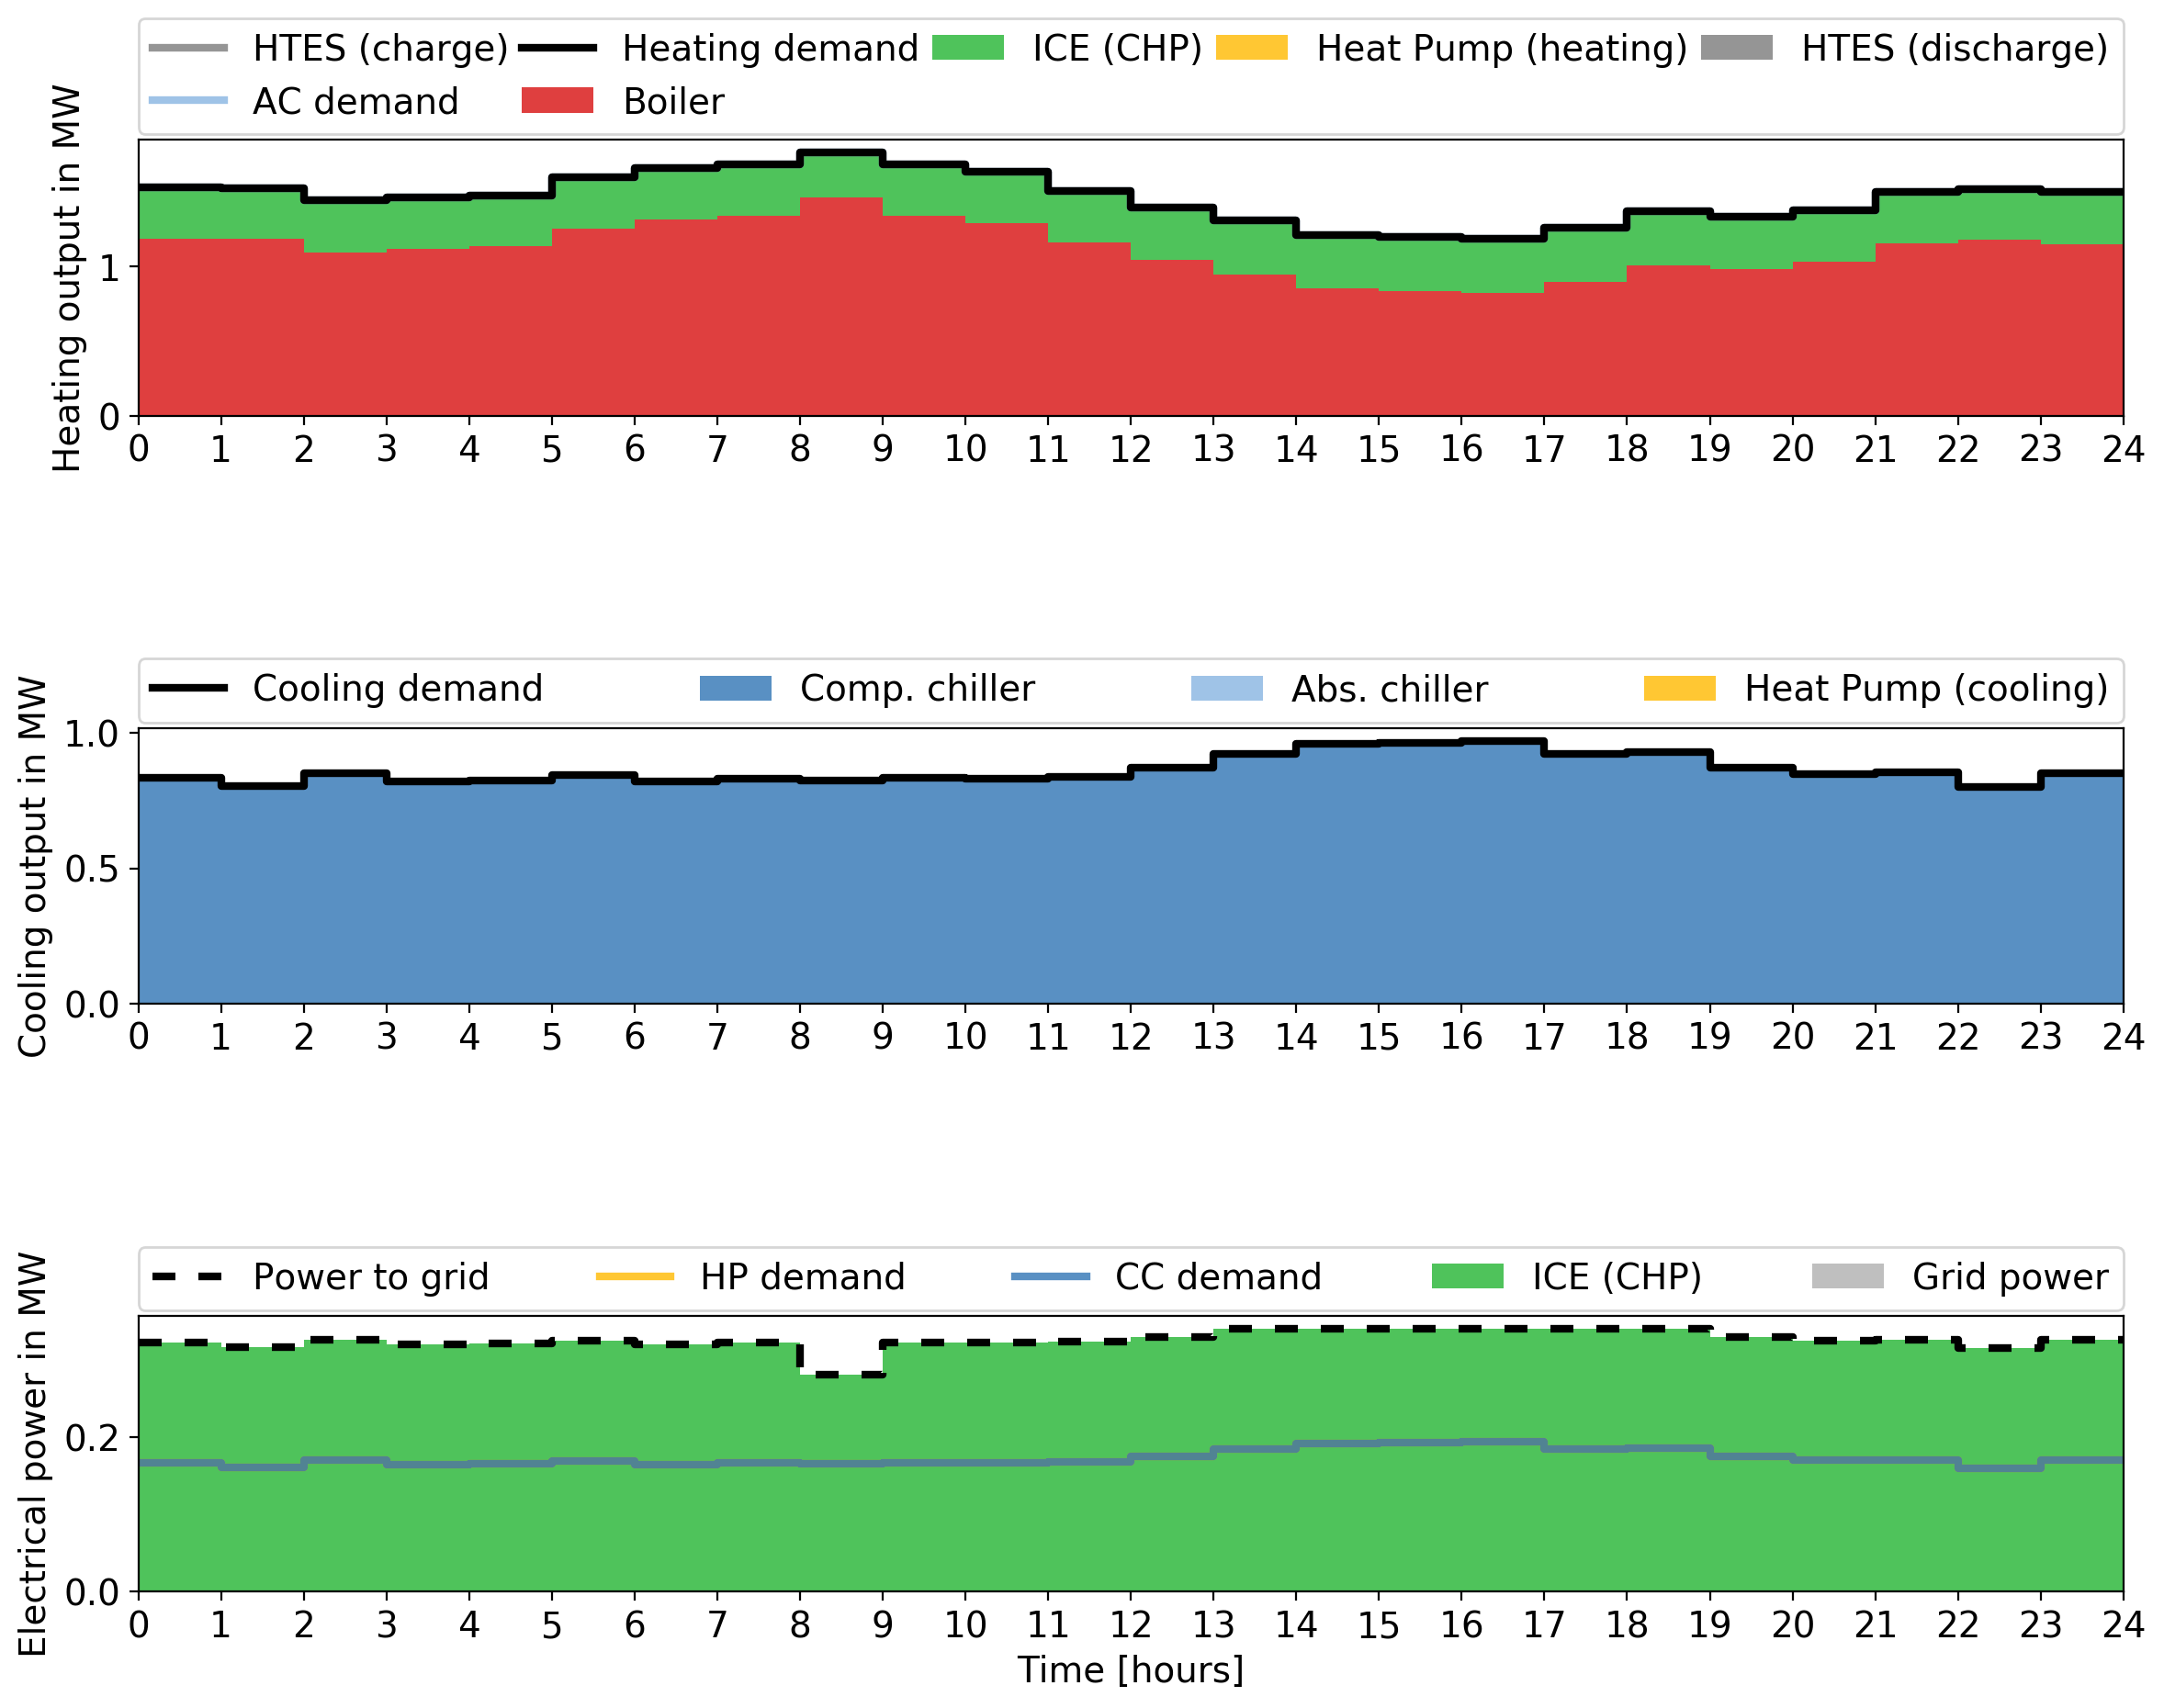 HTES (charge) Heating demand ICE (CHP) Heat Pump (heating) HTES (discharge)
AC demand Boiler
Heating output in MW
1
0
0 1 2 3 4 5 6 7 8 9 10 11 12 13 14 15 16 17 18 19 20 21 22 23 24
Cooling demand Comp. chiller Abs. chiller Heat Pump (cooling)
Cooling output in MW
1.0
0.5
0.0
0 1 2 3 4 5 6 7 8 9 10 11 12 13 14 15 16 17 18 19 20 21 22 23 24
Power to grid HP demand CC demand ICE (CHP) Grid power
Electrical power in MW
0.2
0.0
0 1 2 3 4 5 6 7 8 9 10 11 12 13 14 15 16 17 18 19 20 21 22 23 24
Time [hours]